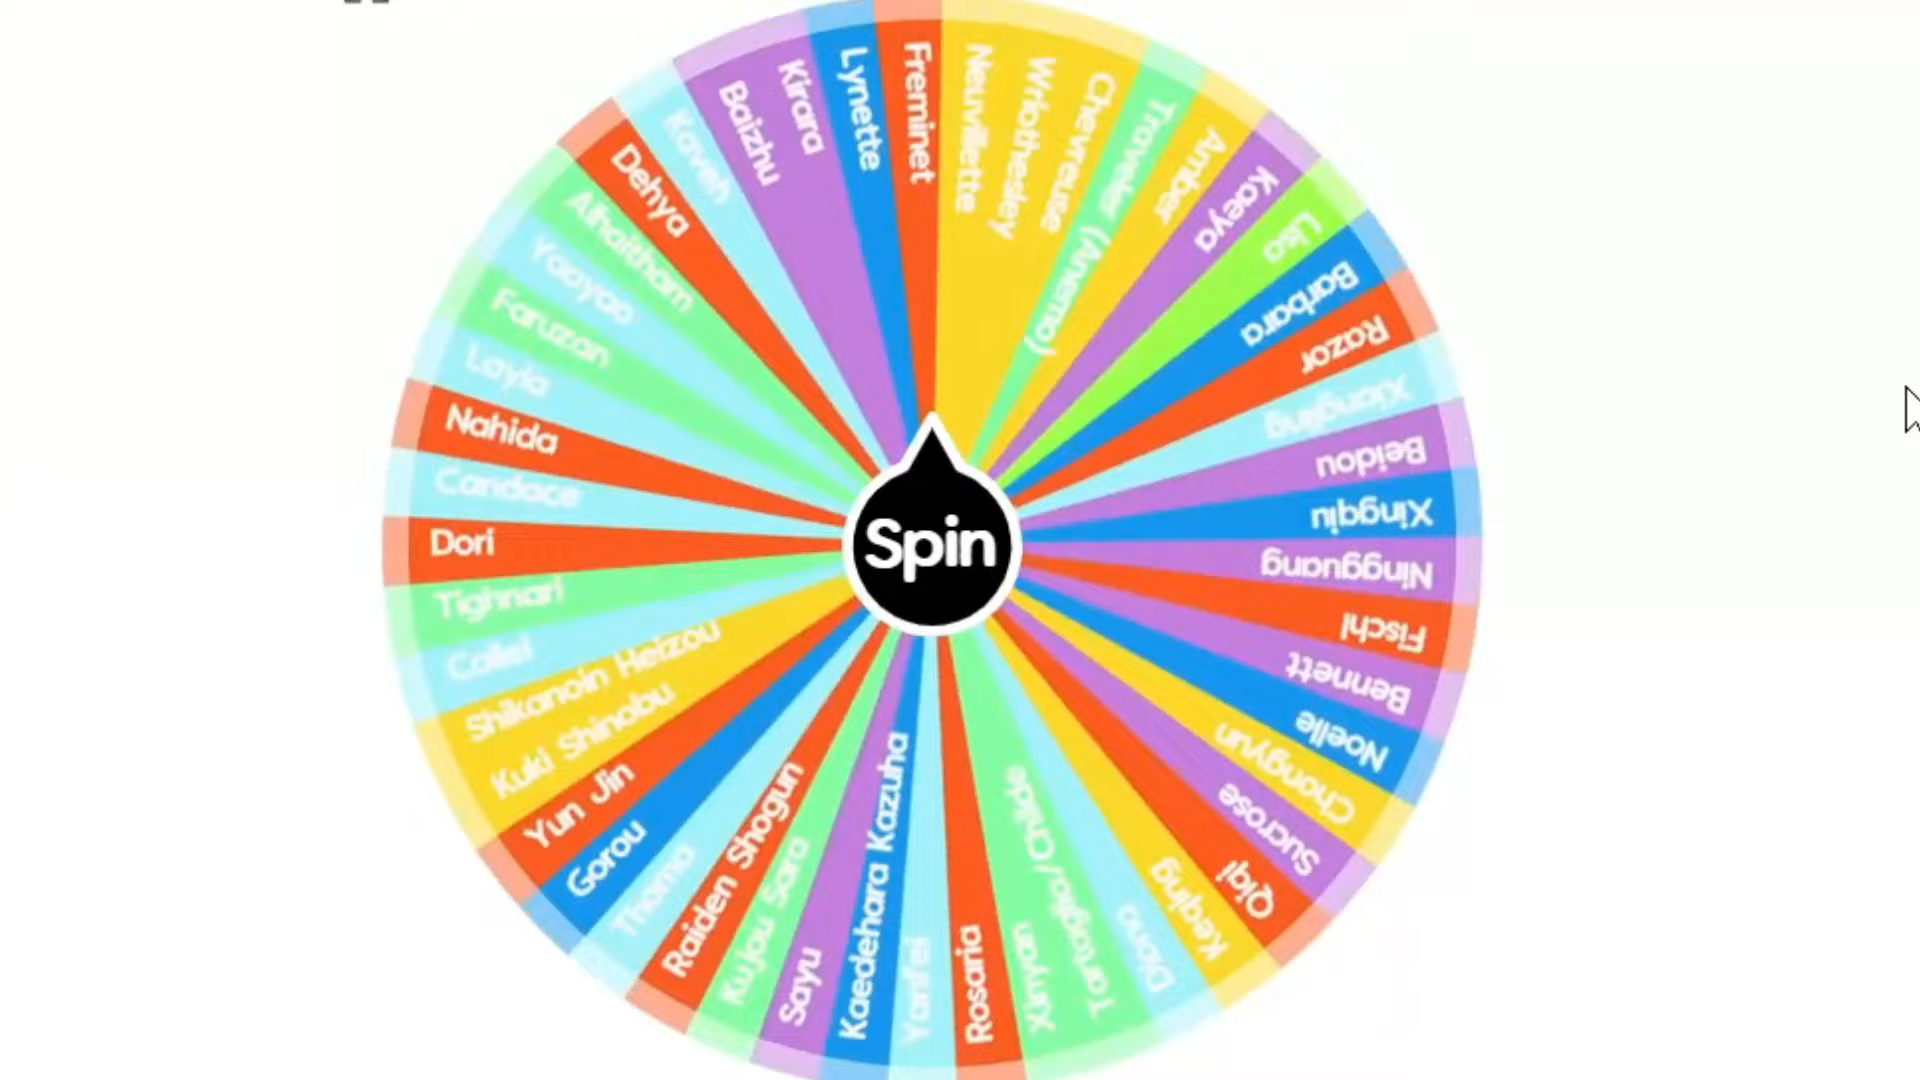 Neuvillette
Wriothesley
Chevreuse
Traveler (Anemo)
Amber
Kaeya
Lisa
Barbara
Razor
Xiangling
Beidou
Xingqiu
Ningguang
Fischl
Bennett
Noelle
Chongyun
Sucrose
Qiqi
Keqing
Diona
Tartaglia/Childe
Xinyan
Rosaria
Yanfei
Kaedehara Kazuha
Sayu
Kujou Sara
Raiden Shogun
Thoma
Gorou
Yun Jin
Kuki Shinobu
Shikanoin Heizou
Collei
Tighnari
Dori
Candace
Nahida
Layla
Faruzan
Yaoyao
Alhaitham
Dehya
Kaveh
Baizhu
Kirara
Lynette
Freminet
Spin